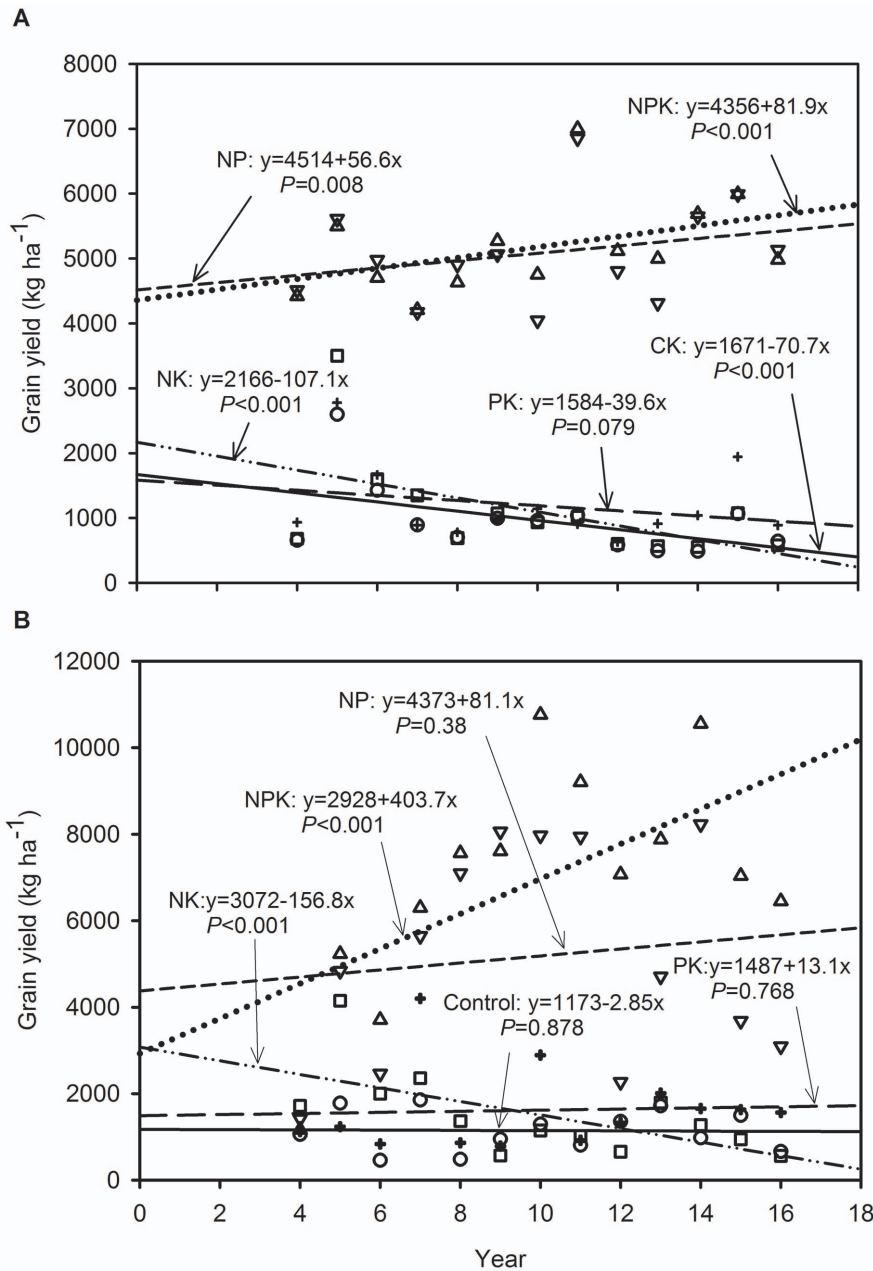 A
8000
7000
6000
5000
4000
3000
2000
1000
0
Grain yield (kg ha⁻¹)
NPK: y=4356+81.9x
P<0.001
NP: y=4514+56.6x
P=0.008
CK: y=1671-70.7x
P<0.001
NK: y=2166-107.1x
P<0.001
PK: y=1584-39.6x
P=0.079
B
12000
10000
8000
6000
4000
2000
0
Grain yield (kg ha⁻¹)
NP: y=4373+81.1x
P=0.38
NPK: y=2928+403.7x
P<0.001
NK:y=3072-156.8x
P<0.001
PK:y=1487+13.1x
P=0.768
Control: y=1173-2.85x
P=0.878
0 2 4 6 8 10 12 14 16 18
Year